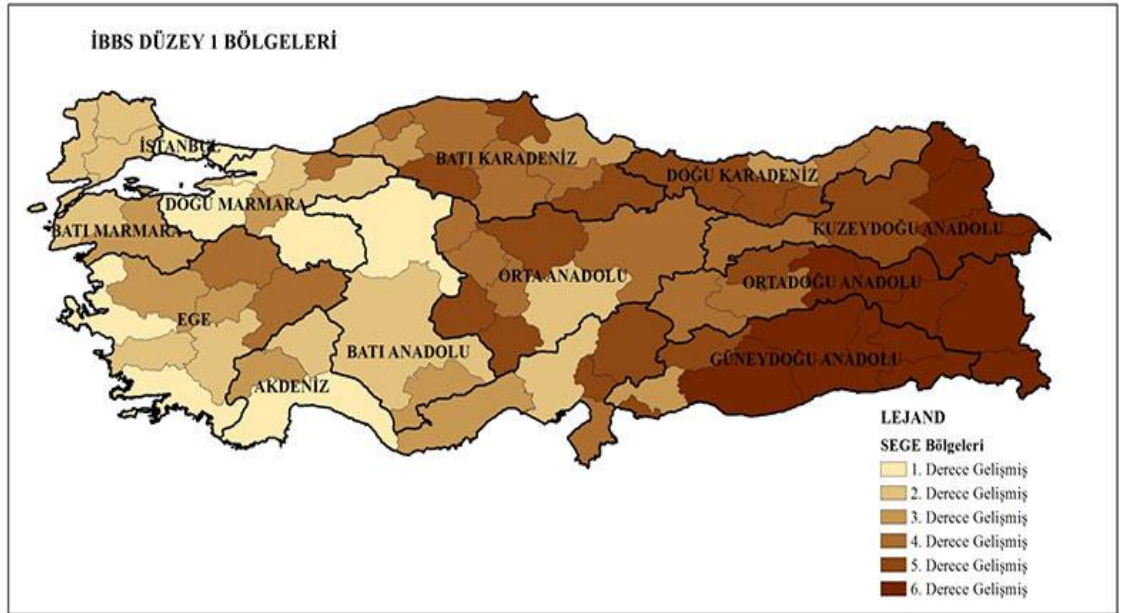 İBBS DÜZEY 1 BÖLGELERİ
İSTANBUL
BATI KARADENİZ
DOĞU KARADENİZ
DOĞU MARMARA
BATI MARMARA
KUZEYDOĞU ANADOLU
ORTA ANADOLU
ORTADOĞU ANADOLU
EGE
BATI ANADOLU
GÜNEYDOĞU ANADOLU
AKDENİZ
LEJAND
SEGE Bölgeleri
1. Derece Gelişmiş
2. Derece Gelişmiş
3. Derece Gelişmiş
4. Derece Gelişmiş
5. Derece Gelişmiş
6. Derece Gelişmiş